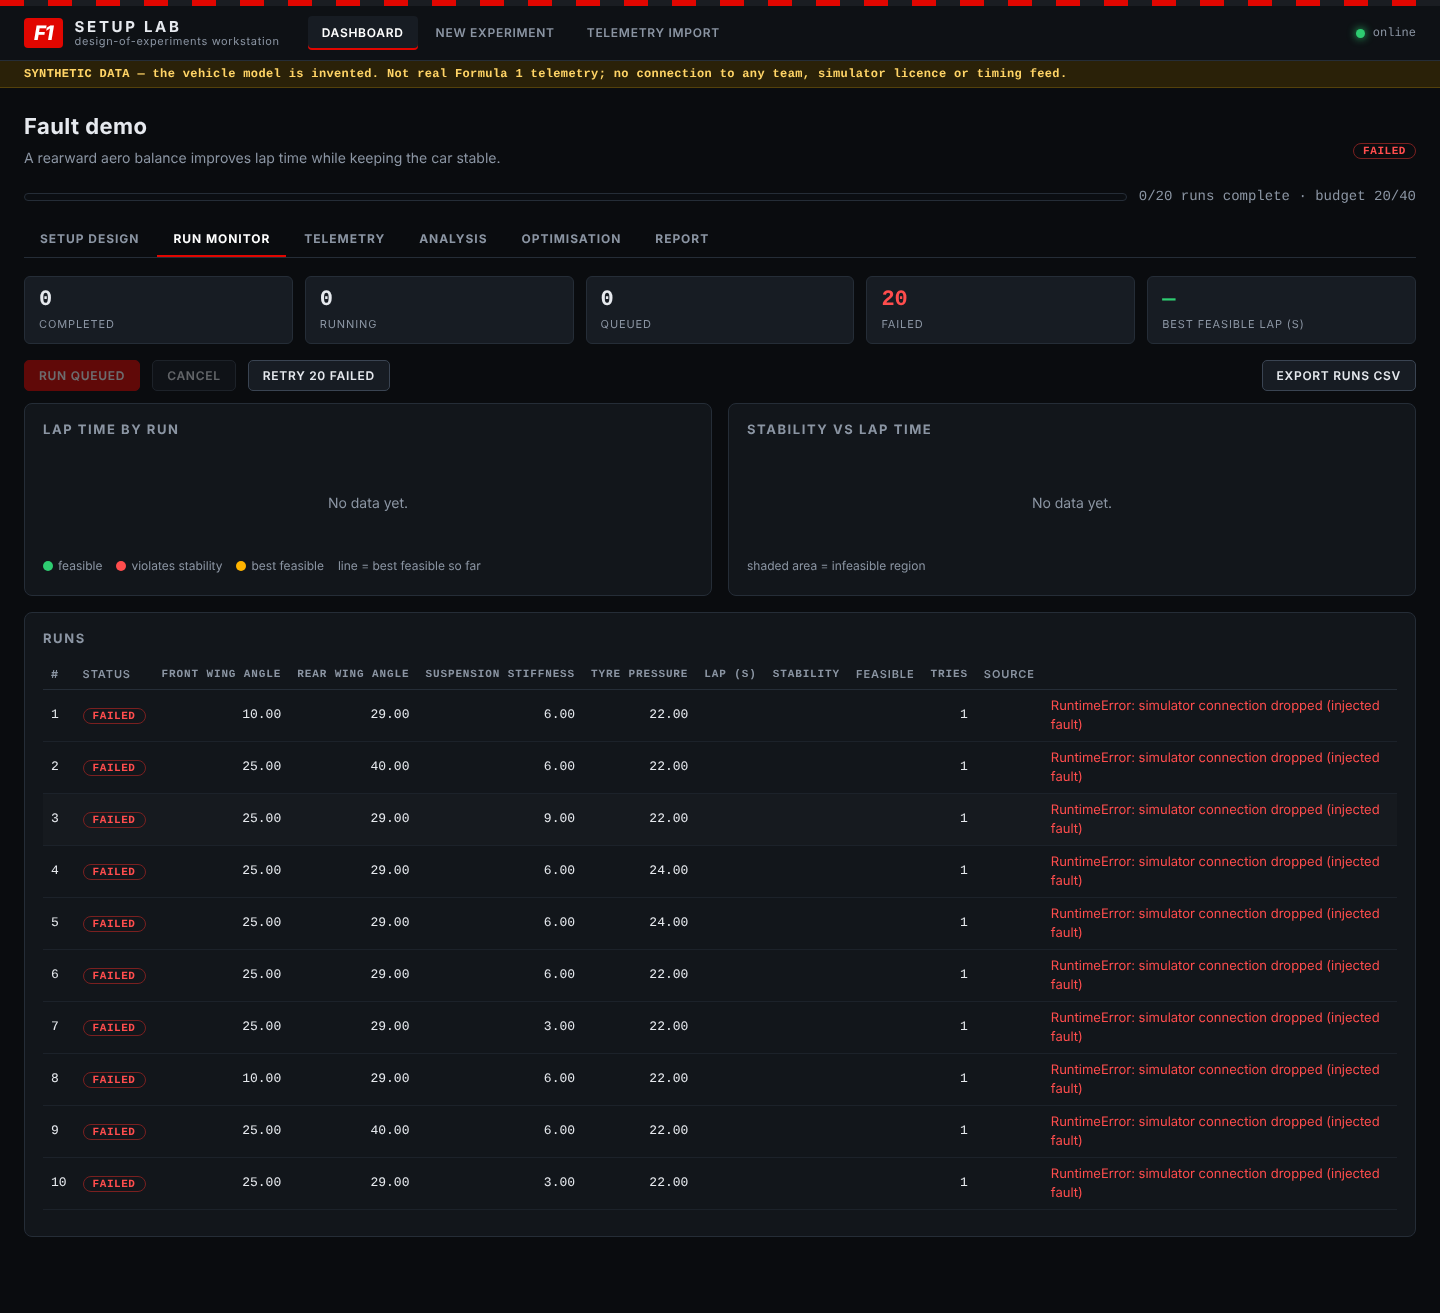 F1
SETUP LAB
design-of-experiments workstation
DASHBOARD
NEW EXPERIMENT
TELEMETRY IMPORT
online
SYNTHETIC DATA — the vehicle model is invented. Not real Formula 1 telemetry; no connection to any team, simulator licence or timing feed.
Fault demo
A rearward aero balance improves lap time while keeping the car stable.
FAILED
0/20 runs complete · budget 20/40
SETUP DESIGN
RUN MONITOR
TELEMETRY
ANALYSIS
OPTIMISATION
REPORT
0
COMPLETED
0
RUNNING
0
QUEUED
20
FAILED
—
BEST FEASIBLE LAP (S)
RUN QUEUED
CANCEL
RETRY 20 FAILED
EXPORT RUNS CSV
LAP TIME BY RUN
No data yet.
feasible violates stability best feasible line = best feasible so far
STABILITY VS LAP TIME
No data yet.
shaded area = infeasible region
RUNS
# STATUS FRONT WING ANGLE REAR WING ANGLE SUSPENSION STIFFNESS TYRE PRESSURE LAP (S) STABILITY FEASIBLE TRIES SOURCE
1 FAILED 10.00 29.00 6.00 22.00 1 RuntimeError: simulator connection dropped (injected
fault)
2 FAILED 25.00 40.00 6.00 22.00 1 RuntimeError: simulator connection dropped (injected
fault)
3 FAILED 25.00 29.00 9.00 22.00 1 RuntimeError: simulator connection dropped (injected
fault)
4 FAILED 25.00 29.00 6.00 24.00 1 RuntimeError: simulator connection dropped (injected
fault)
5 FAILED 25.00 29.00 6.00 24.00 1 RuntimeError: simulator connection dropped (injected
fault)
6 FAILED 25.00 29.00 6.00 22.00 1 RuntimeError: simulator connection dropped (injected
fault)
7 FAILED 25.00 29.00 3.00 22.00 1 RuntimeError: simulator connection dropped (injected
fault)
8 FAILED 10.00 29.00 6.00 22.00 1 RuntimeError: simulator connection dropped (injected
fault)
9 FAILED 25.00 40.00 6.00 22.00 1 RuntimeError: simulator connection dropped (injected
fault)
10 FAILED 25.00 29.00 3.00 22.00 1 RuntimeError: simulator connection dropped (injected
fault)